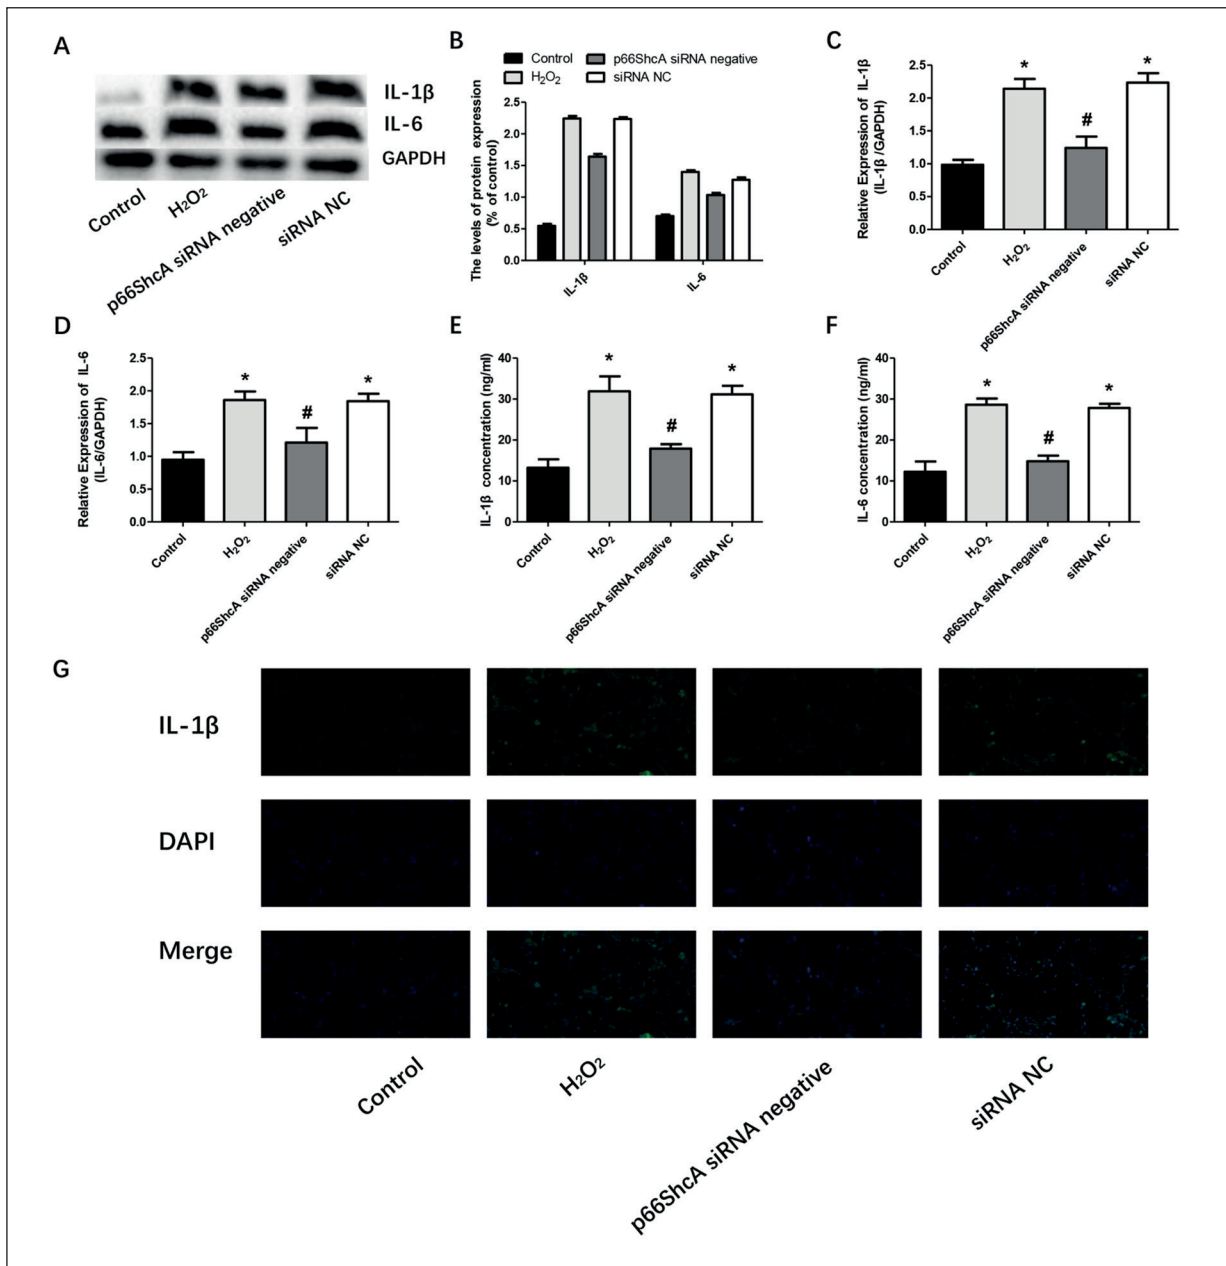 A
IL-1β
IL-6
GAPDH
Control
H₂O₂
p66ShcA siRNA negative
siRNA NC
B
Control
p66ShcA siRNA negative
H₂O₂
siRNA NC
The levels of protein expression
(% of control)
2.5
2.0
1.5
1.0
0.5
0.0
IL-1β
IL-6
C
Relative Expression of IL-1β
(IL-1β/GAPDH)
2.5
2.0
1.5
1.0
0.5
0.0
*
#
*
Control
H₂O₂
p66ShcA siRNA negative
siRNA NC
D
Relative Expression of IL-6
(IL-6/GAPDH)
2.5
2.0
1.5
1.0
0.5
0.0
*
#
*
Control
H₂O₂
p66ShcA siRNA negative
siRNA NC
E
IL-1β concentration (ng/ml)
40
30
20
10
0
*
#
*
Control
H₂O₂
p66ShcA siRNA negative
siRNA NC
F
IL-6 concentration (ng/ml)
40
30
20
10
0
*
#
*
Control
H₂O₂
p66ShcA siRNA negative
siRNA NC
G
IL-1β
DAPI
Merge
Control
H₂O₂
p66ShcA siRNA negative
siRNA NC